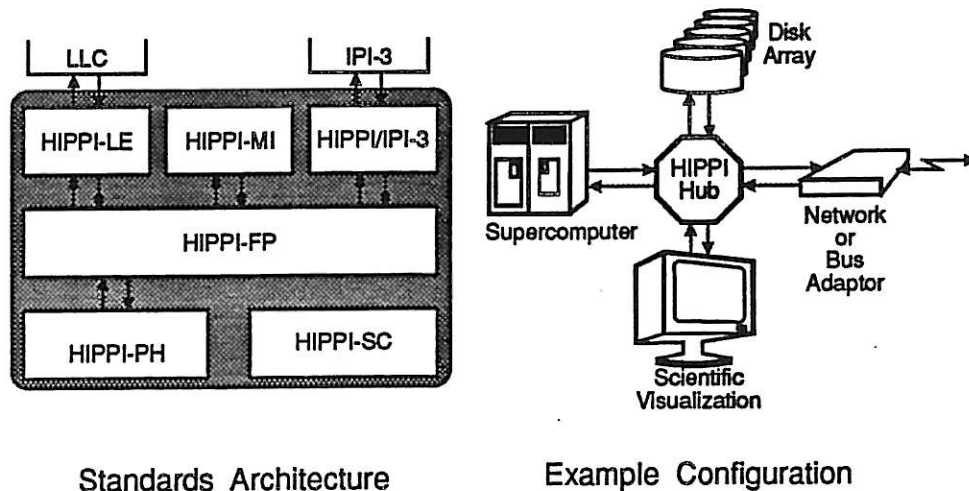 LLC
IPI-3
HIPPI-LE
HIPPI-MI
HIPPI/IPI-3
HIPPI-FP
HIPPI-PH
HIPPI-SC
Standards Architecture
Disk
Array
HIPPI
Hub
Supercomputer
Network
or
Bus
Adaptor
Scientific
Visualization
Example Configuration